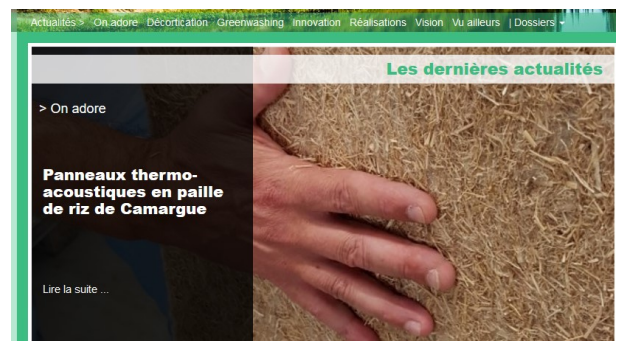 Actualités > On adore Décortication Greenwashing Innovation Réalisations Vision Vu ailleurs | Dossiers
Les dernières actualités
> On adore
Panneaux thermo-
acoustiques en paille
de riz de Camargue
Lire la suite ...